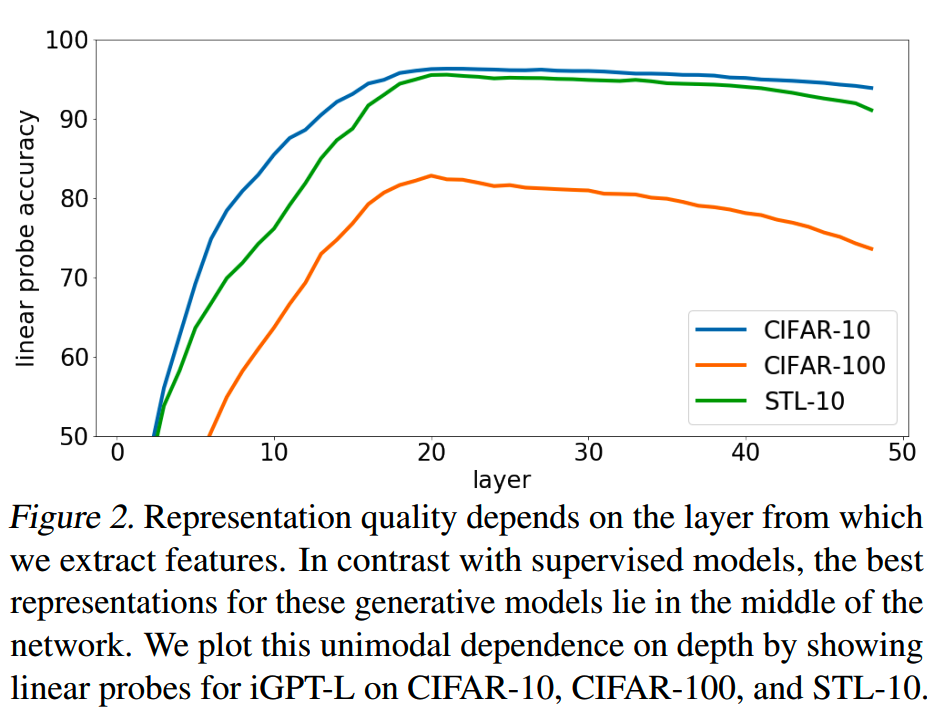 100
90
80
70
60
50
linear probe accuracy
0 10 20 30 40 50
layer
CIFAR-10
CIFAR-100
STL-10
Figure 2. Representation quality depends on the layer from which
we extract features. In contrast with supervised models, the best
representations for these generative models lie in the middle of the
network. We plot this unimodal dependence on depth by showing
linear probes for iGPT-L on CIFAR-10, CIFAR-100, and STL-10.